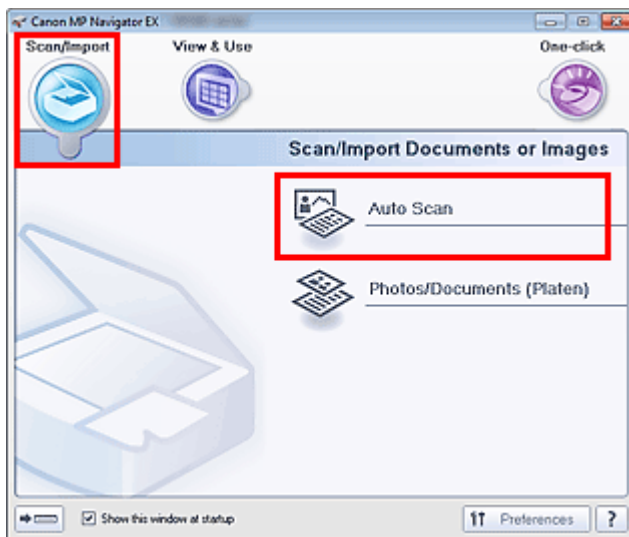 Canon MP Navigator EX
Scan/Import View & Use One-click
Scan/Import Documents or Images
Auto Scan
Photos/Documents (Platen)
Show this window at startup Preferences ?